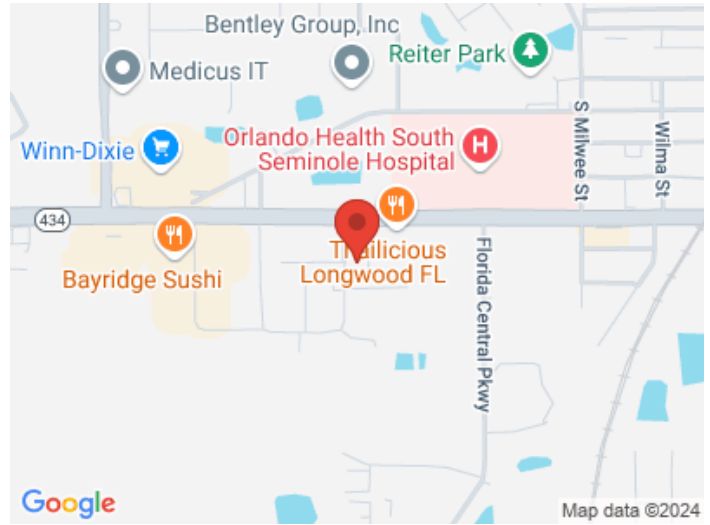 Bentley Group, Inc
Reiter Park
Medicus IT
S Milwee St
Wilma St
Winn-Dixie
Orlando Health South
Seminole Hospital
434
Thailicious
Longwood FL
Bayridge Sushi
Florida Central Pkwy
Google
Map data ©2024